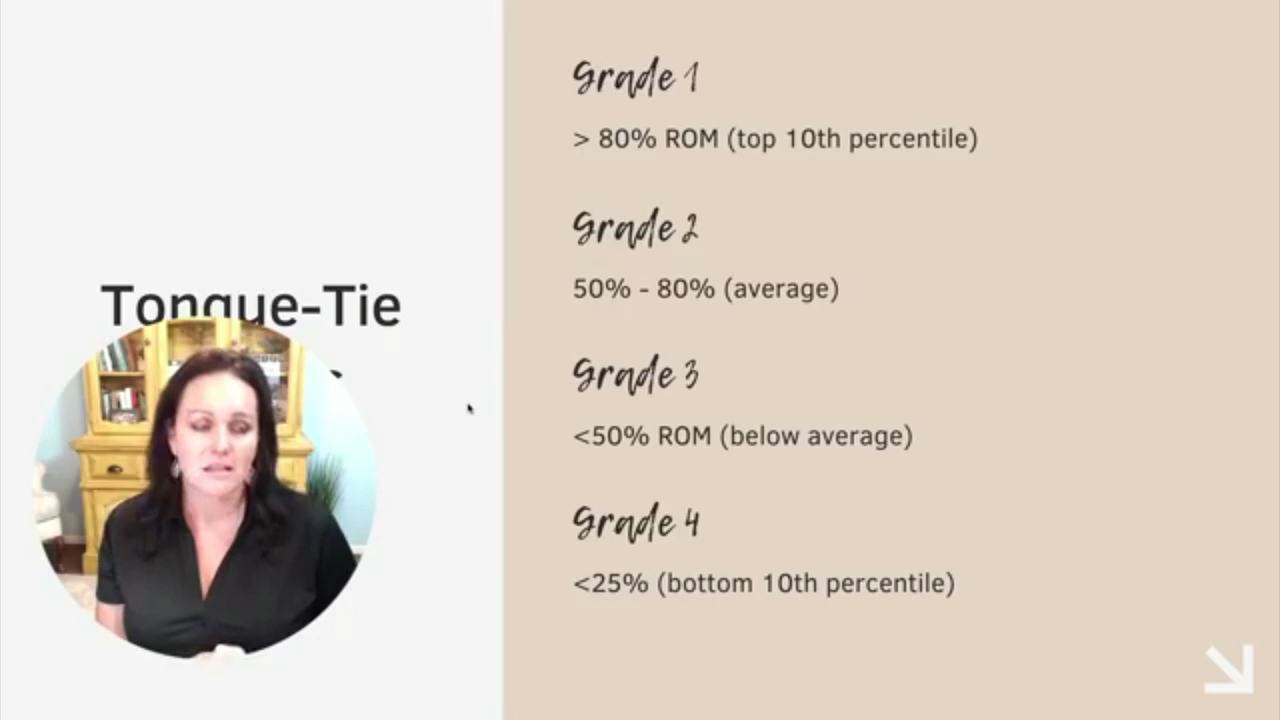 Tongue-Tie
Grade 1
> 80% ROM (top 10th percentile)
Grade 2
50% - 80% (average)
Grade 3
<50% ROM (below average)
Grade 4
<25% (bottom 10th percentile)